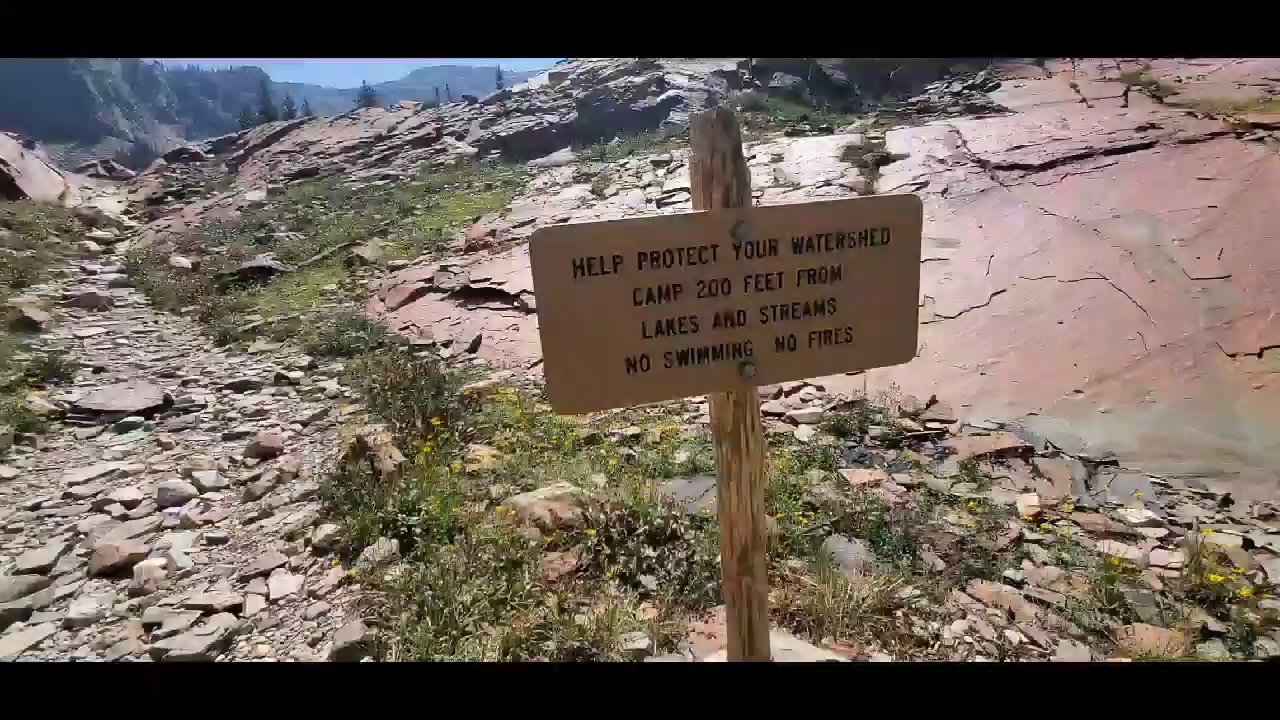 HELP PROTECT YOUR WATERSHED
CAMP 200 FEET FROM
LAKES AND STREAMS
NO SWIMMING NO FIRES